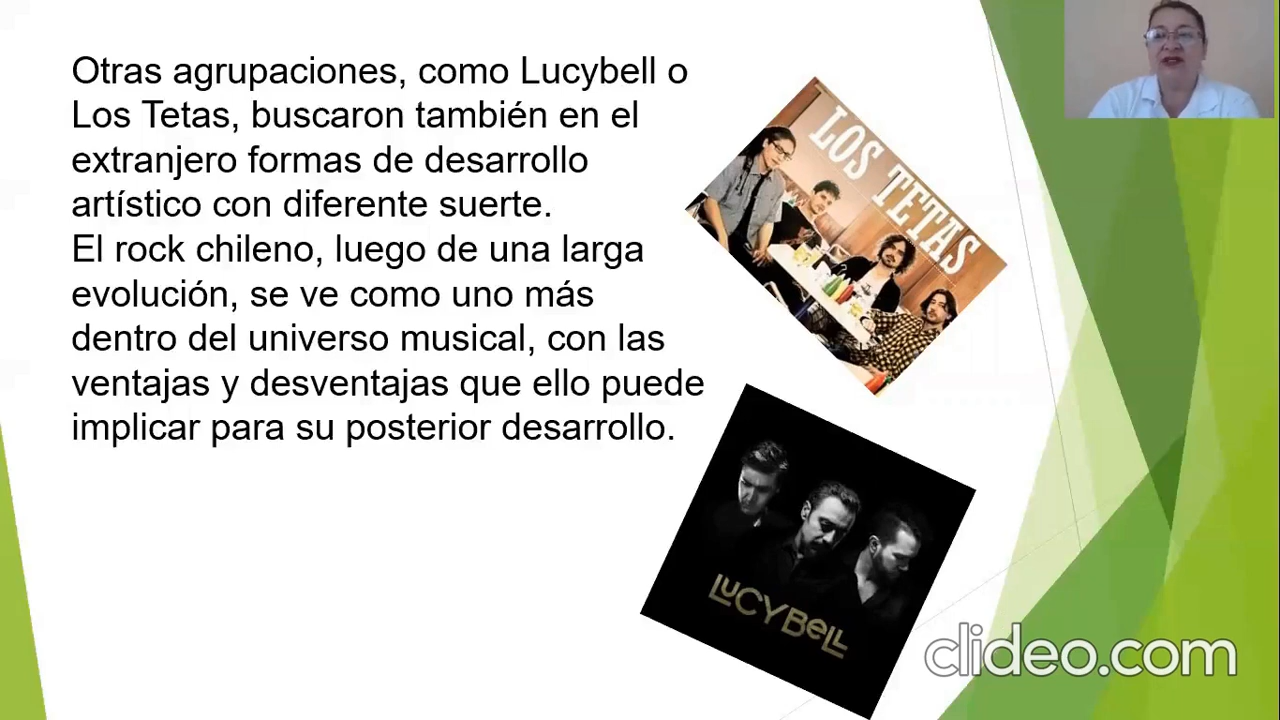 Otras agrupaciones, como Lucybell o
Los Tetas, buscaron también en el
extranjero formas de desarrollo
artístico con diferente suerte.
El rock chileno, luego de una larga
evolución, se ve como uno más
dentro del universo musical, con las
ventajas y desventajas que ello puede
implicar para su posterior desarrollo.
LOS TETAS
LUCYBELL
clideo.com